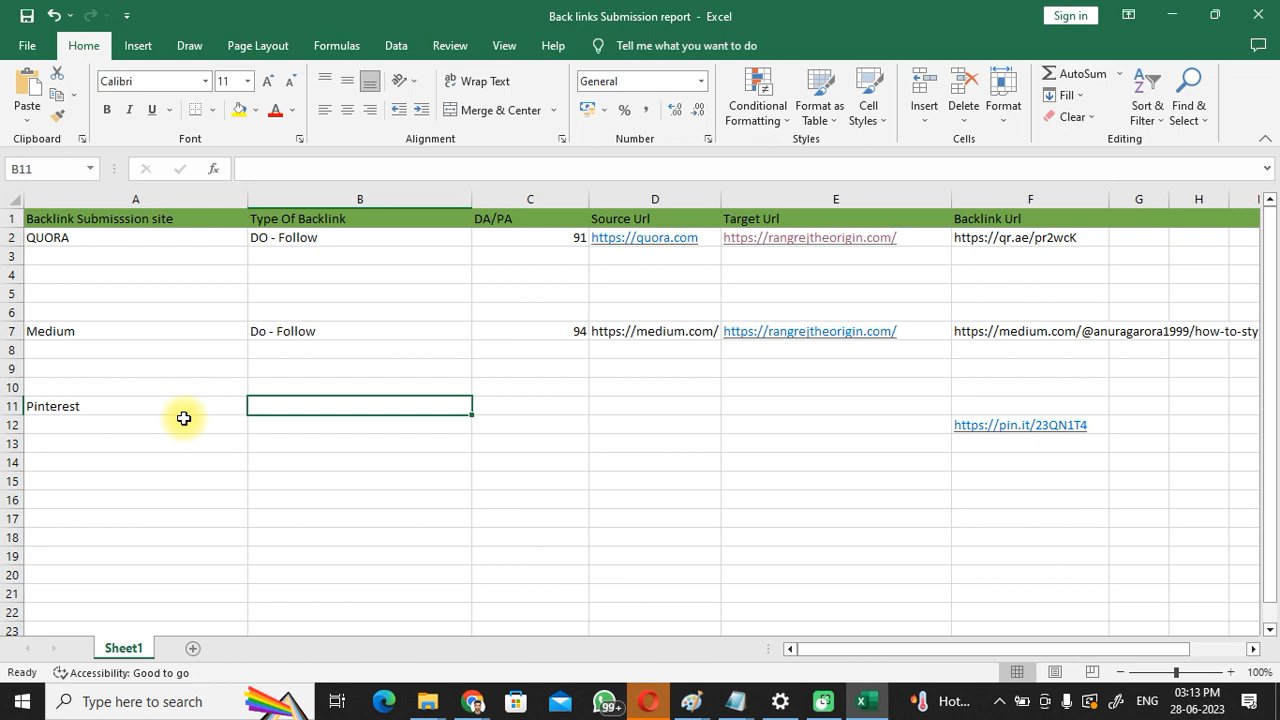 Back links Submission report - Excel
Sign in
File Home Insert Draw Page Layout Formulas Data Review View Help Tell me what you want to do
Paste
Calibri 11
B I U
Wrap Text
Merge & Center
General
Conditional Formatting
Format as Table
Cell Styles
Insert
Delete
Format
AutoSum
Fill
Clear
Sort & Filter
Find & Select
Clipboard Font Alignment Number Styles Cells Editing
B11 fx
A B C D E F G H
1 Backlink Submisssion site Type Of Backlink DA/PA Source Url Target Url Backlink Url
2 QUORA DO - Follow 91 https://quora.com https://rangrejtheorigin.com/ https://qr.ae/pr2wcK
3
4
5
6
7 Medium Do - Follow 94 https://medium.com/ https://rangrejtheorigin.com/ https://medium.com/@anuragarora1999/how-to-sty
8
9
10
11 Pinterest
12 https://pin.it/23QN1T4
13
14
15
16
17
18
19
20
21
22
23
Sheet1
Ready Accessibility: Good to go 100%
Type here to search
99+
Hot...
ENG
03:13 PM
28-06-2023